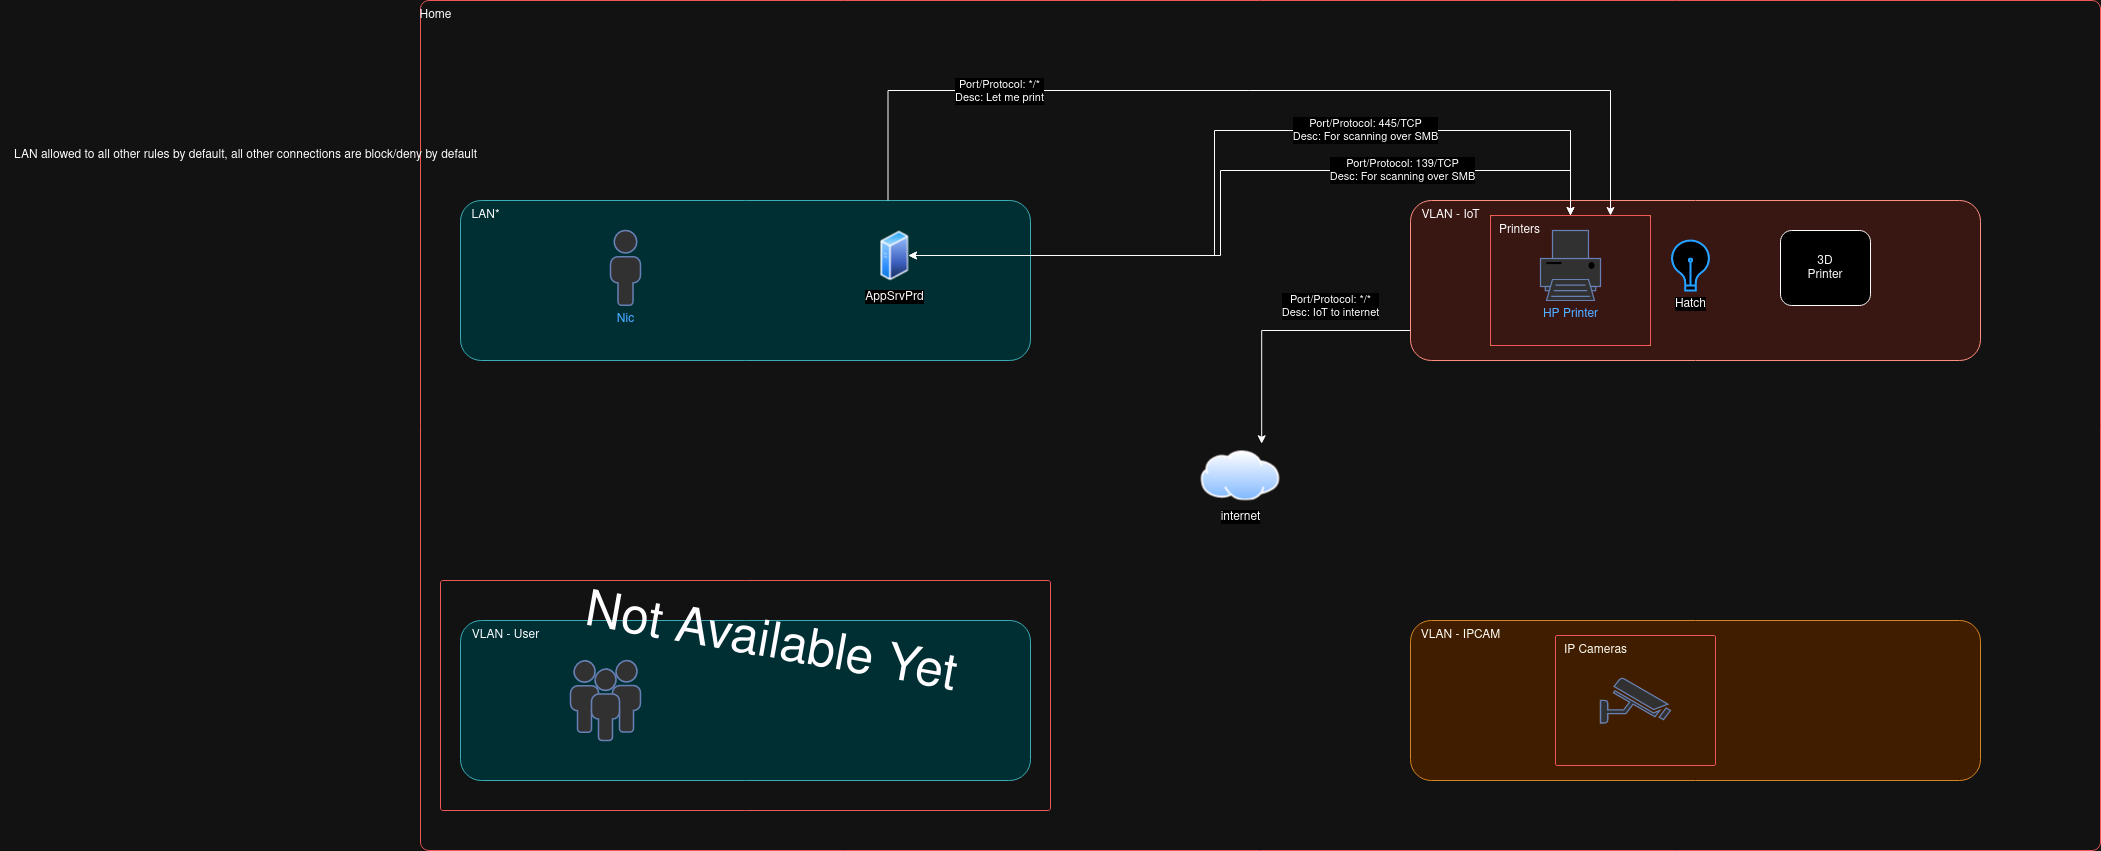 Home
Port/Protocol: */*
Desc: Let me print
Port/Protocol: 445/TCP
Desc: For scanning over SMB
LAN allowed to all other rules by default, all other connections are block/deny by default
Port/Protocol: 139/TCP
Desc: For scanning over SMB
LAN*
Nic
AppSrvPrd
VLAN - IoT
Printers
HP Printer
Hatch
3D
Printer
Port/Protocol: */*
Desc: IoT to internet
internet
Not Available Yet
VLAN - User
VLAN - IPCAM
IP Cameras